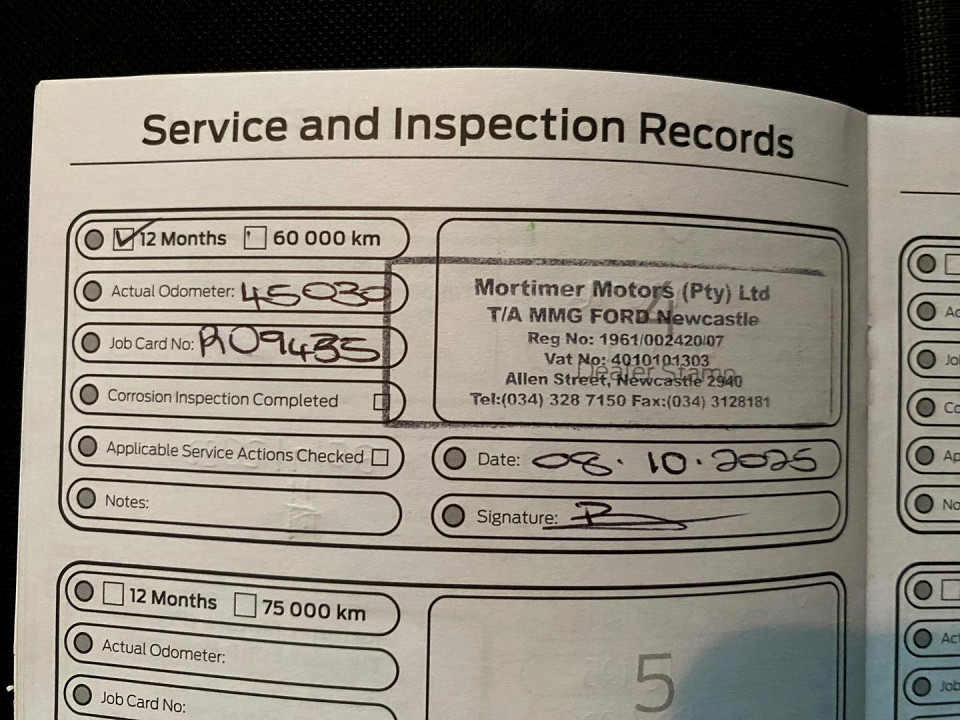 Service and Inspection Records
12 Months 60 000 km
Actual Odometer: 45030
Job Card No: R09435
Corrosion Inspection Completed
Applicable Service Actions Checked
Notes:
4
Dealer Stamp
Mortimer Motors (Pty) Ltd
T/A MMG FORD Newcastle
Reg No: 1961/002420/07
Vat No: 4010101303
Allen Street, Newcastle 2940
Tel:(034) 328 7150 Fax:(034) 3128181
Date: 08.10.2025
Signature:
12 Months 75 000 km
Actual Odometer:
Job Card No:
5